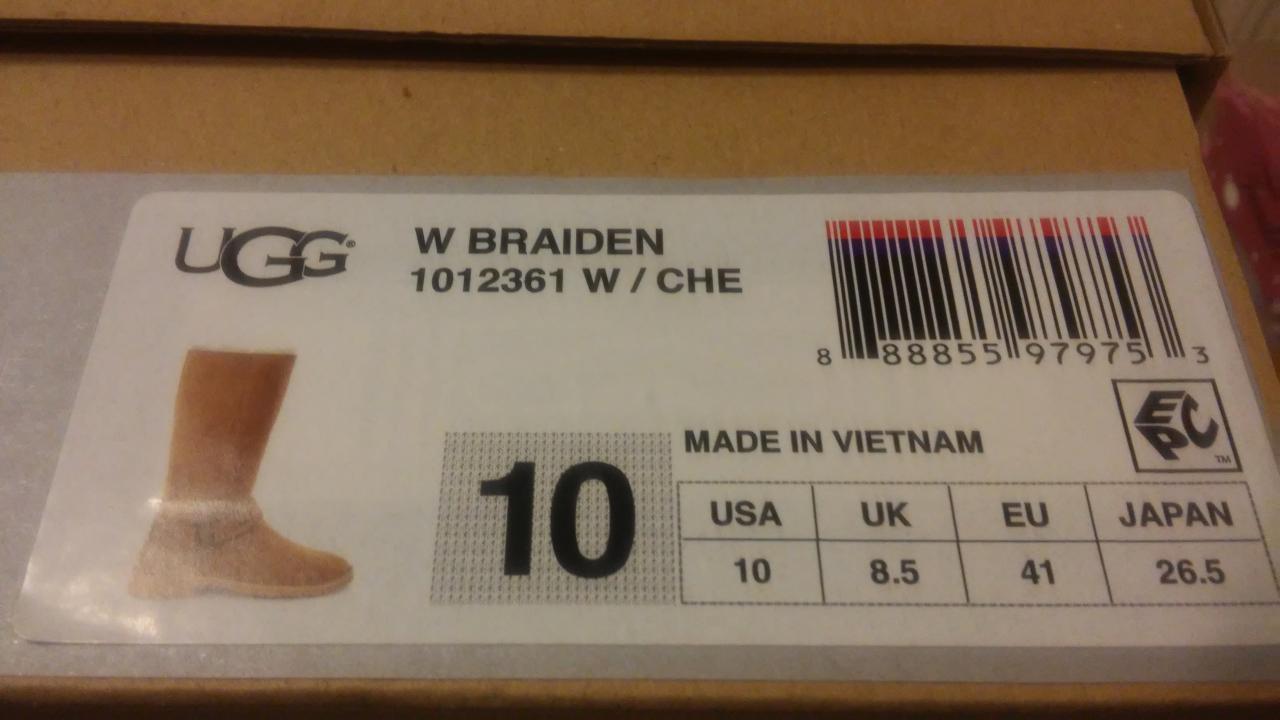 UGG®
W BRAIDEN
1012361 W / CHE
8 88855 97975 3
EPC™
MADE IN VIETNAM
10
USA UK EU JAPAN
10 8.5 41 26.5